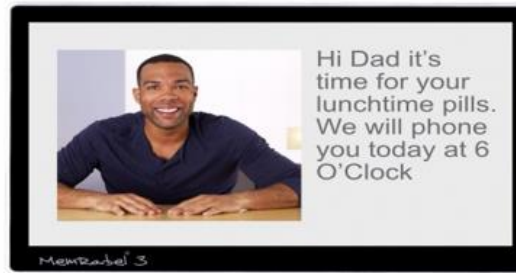 Hi Dad it's
time for your
lunchtime pills.
We will phone
you today at 6
O'Clock
MemRabel 3